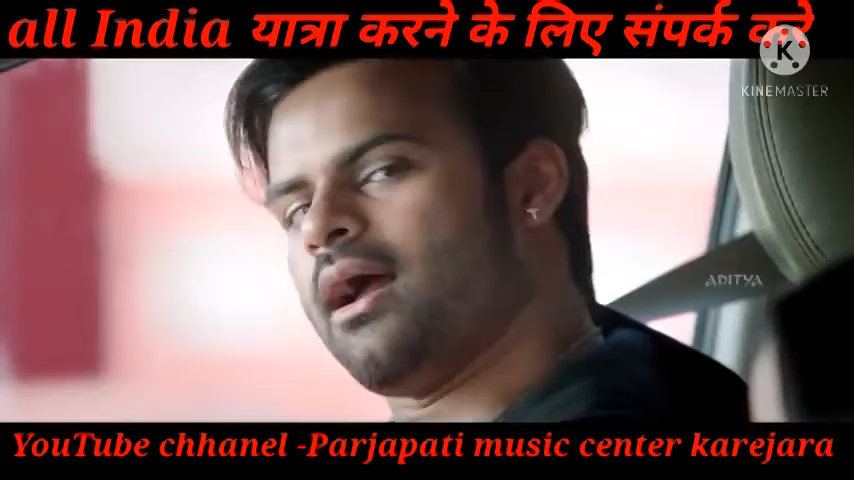 all India यात्रा करने के लिए संपर्क करे
K
KINEMASTER
ADITYA
YouTube chhanel -Parjapati music center karejara